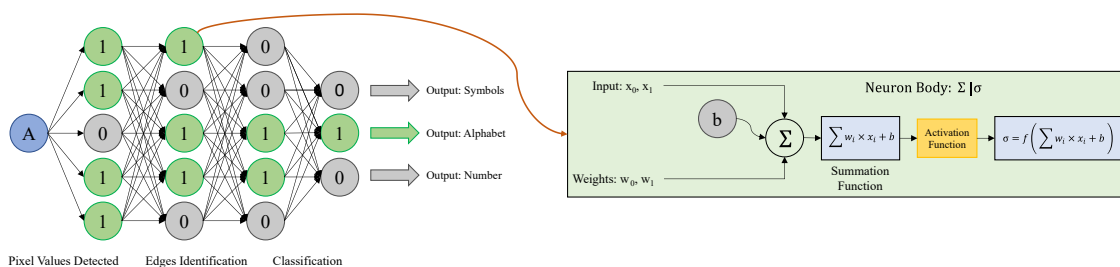 A
1
1
0
1
1
1
0
1
1
0
0
0
1
1
0
0
1
0
Output: Symbols
Output: Alphabet
Output: Number
Pixel Values Detected
Edges Identification
Classification
Neuron Body: Σ|σ
Input: x₀, x₁
b
Σ
Weights: w₀, w₁
∑ wᵢ × xᵢ + b
Summation
Function
Activation
Function
σ = f(∑ wᵢ × xᵢ + b)